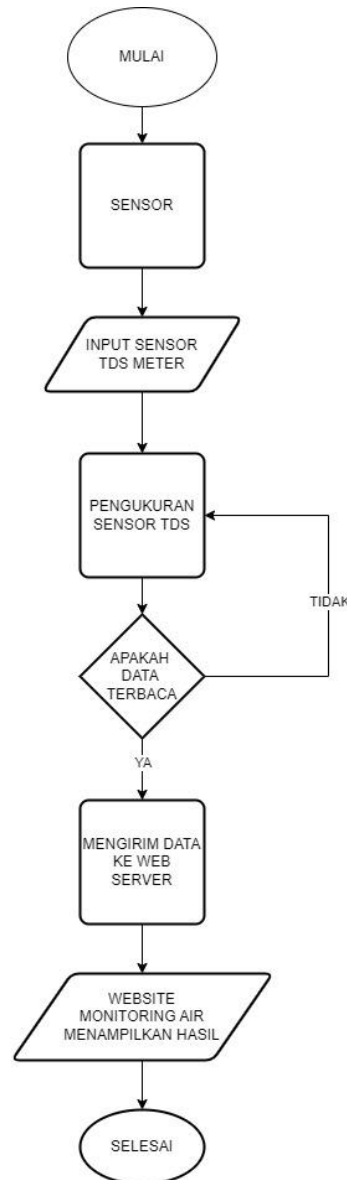 MULAI
SENSOR
INPUT SENSOR
TDS METER
PENGUKURAN
SENSOR TDS
TIDAK
APAKAH
DATA
TERBACA
YA
MENGIRIM DATA
KE WEB
SERVER
WEBSITE
MONITORING AIR
MENAMPILKAN HASIL
SELESAI